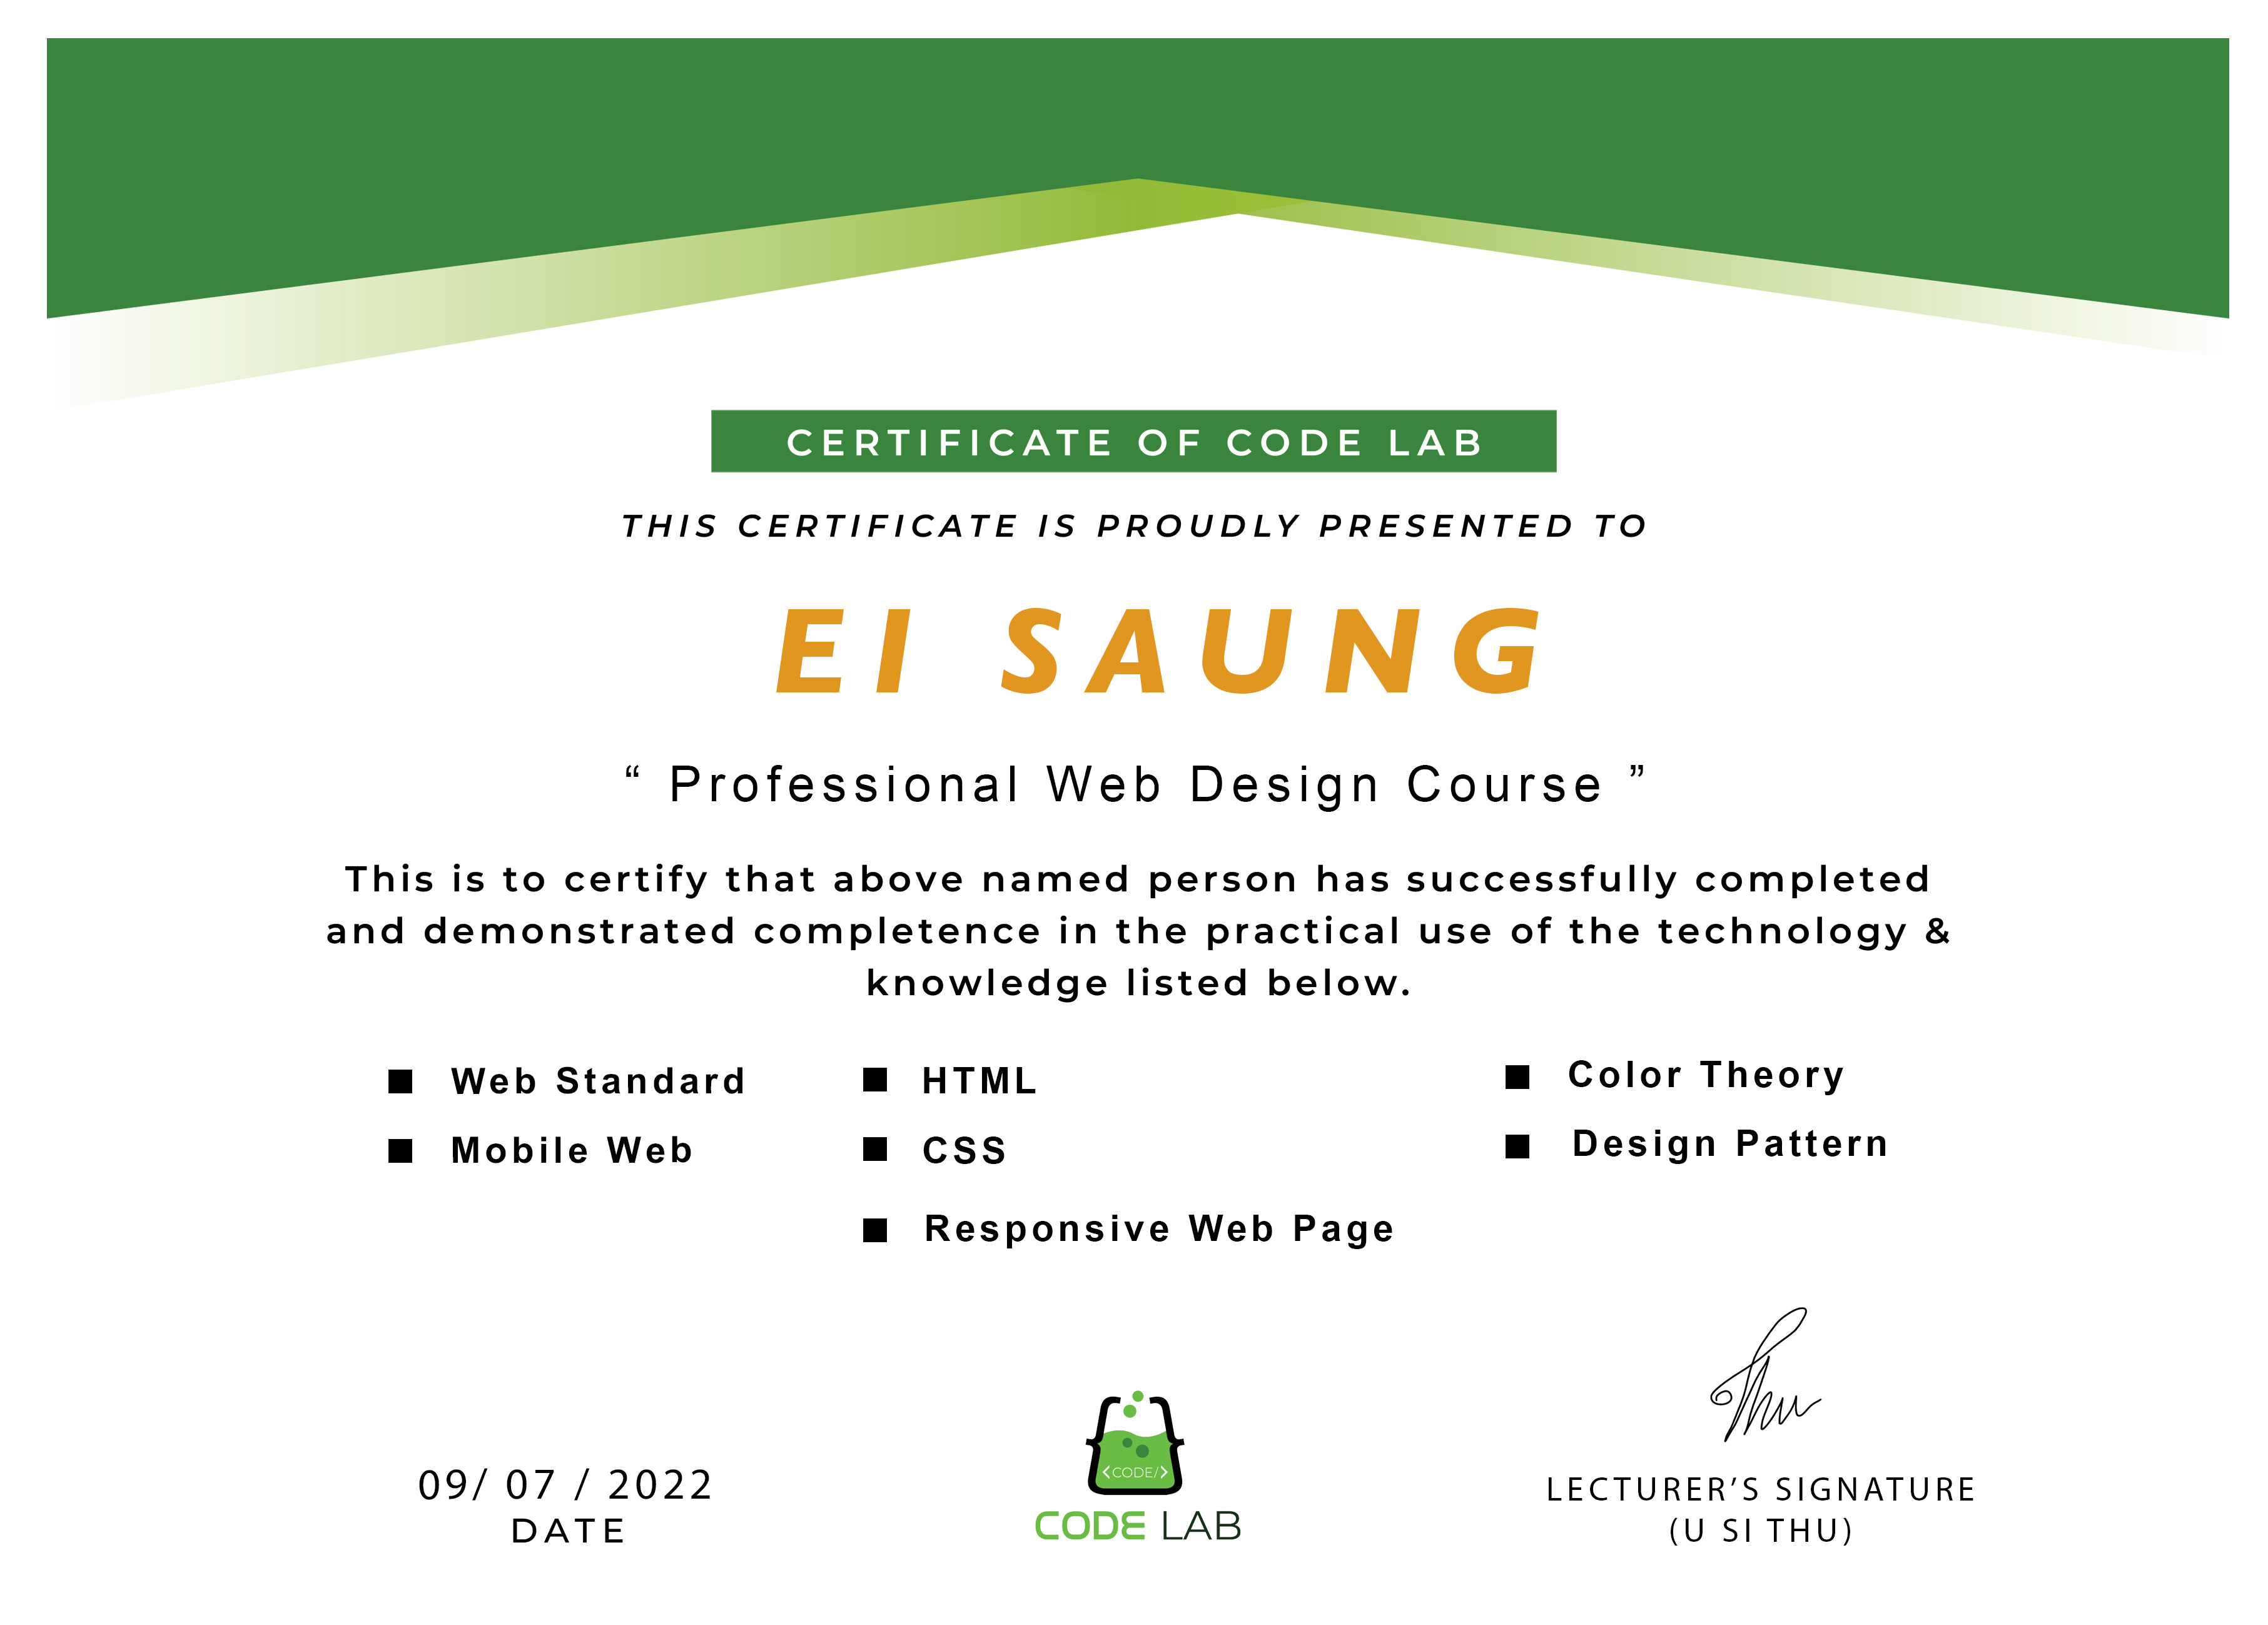 CERTIFICATE OF CODE LAB
THIS CERTIFICATE IS PROUDLY PRESENTED TO
EI SAUNG
“ Professional Web Design Course ”
This is to certify that above named person has successfully completed
and demonstrated completence in the practical use of the technology &
knowledge listed below.
■ Web Standard
■ Mobile Web
■ HTML
■ CSS
■ Responsive Web Page
■ Color Theory
■ Design Pattern
09/ 07 / 2022
DATE
<CODE/>
CODE LAB
Thu
LECTURER’S SIGNATURE
(U SI THU)